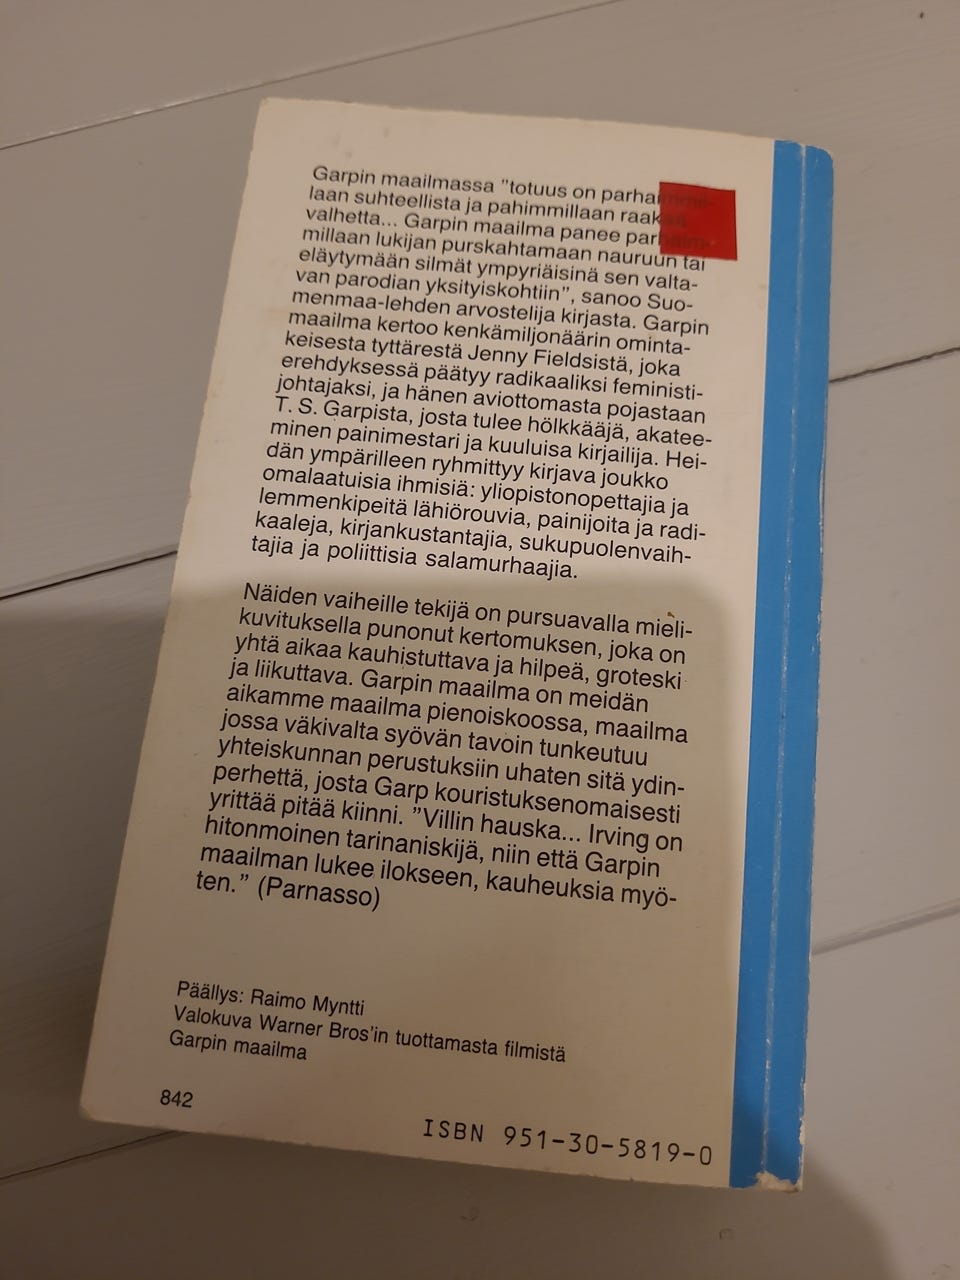 Garpin maailmassa "totuus on parhaimmil-
laan suhteellista ja pahimmillaan raakaa
valhetta... Garpin maailma panee parhaim-
millaan lukijan purskahtamaan nauruun tai
eläytymään silmät ympyriäisinä sen valta-
van parodian yksityiskohtiin", sanoo Suo-
menmaa-lehden arvostelija kirjasta. Garpin
maailma kertoo kenkämiljonäärin ominta-
keisesta tyttärestä Jenny Fieldsistä, joka
erehdyksessä päätyy radikaaliksi feministi-
johtajaksi, ja hänen aviottomasta pojastaan
T. S. Garpista, josta tulee hölkkääjä, akatee-
minen painimestari ja kuuluisa kirjailija. Hei-
dän ympärilleen ryhmittyy kirjava joukko
omalaatuisia ihmisiä: yliopistonopettajia ja
lemmenkipeitä lähiörouvia, painijoita ja radi-
kaaleja, kirjankustantajia, sukupuolenvaih-
tajia ja poliittisia salamurhaajia.
Näiden vaiheille tekijä on pursuavalla mieli-
kuvituksella punonut kertomuksen, joka on
yhtä aikaa kauhistuttava ja hilpeä, groteski
ja liikuttava. Garpin maailma on meidän
aikamme maailma pienoiskoossa, maailma
jossa väkivalta syövän tavoin tunkeutuu
yhteiskunnan perustuksiin uhaten sitä ydin-
perhettä, josta Garp kouristuksenomaisesti
yrittää pitää kiinni. "Villin hauska... Irving on
hitonmoinen tarinaniskijä, niin että Garpin
maailman lukee ilokseen, kauheuksia myö-
ten." (Parnasso)
Päällys: Raimo Myntti
Valokuva Warner Bros'in tuottamasta filmistä
Garpin maailma
842
ISBN 951-30-5819-0